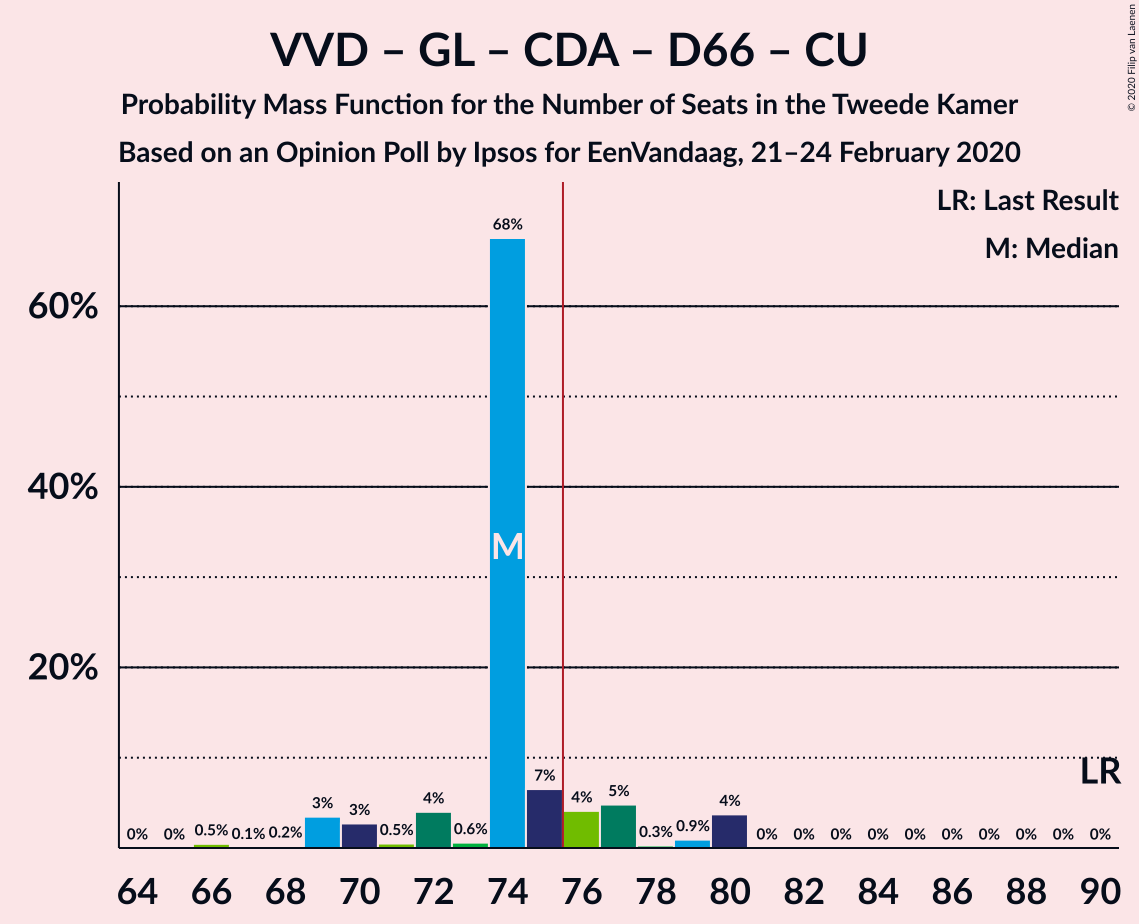 VVD – GL – CDA – D66 – CU
Probability Mass Function for the Number of Seats in the Tweede Kamer
Based on an Opinion Poll by Ipsos for EenVandaag, 21–24 February 2020
© 2020 Filip van Laenen
LR: Last Result
M: Median
60%
40%
20%
0% 0% 0.5% 0.1% 0.2% 3% 3% 0.5% 4% 0.6% 68% 7% 4% 5% 0.3% 0.9% 4% 0% 0% 0% 0% 0% 0% 0% 0% 0% 0%
M
LR
64 66 68 70 72 74 76 78 80 82 84 86 88 90